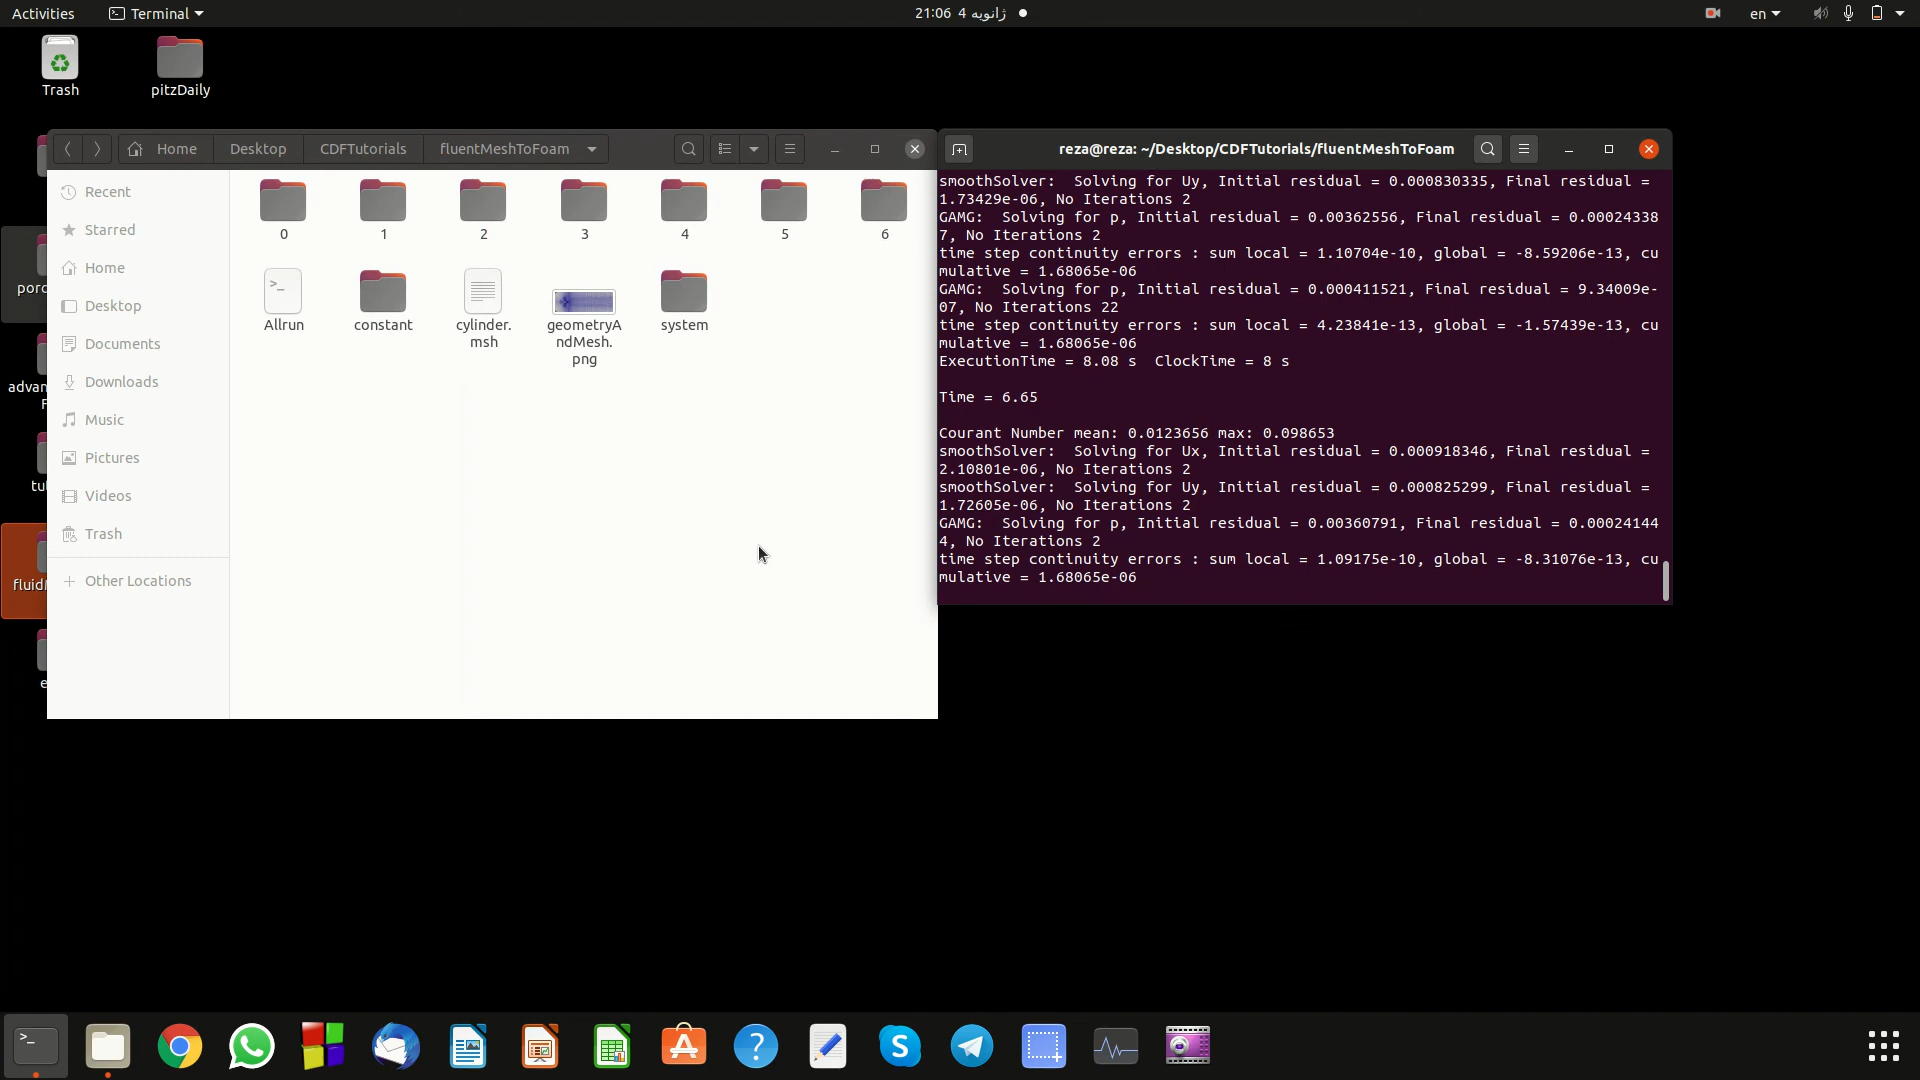 Activities
Terminal
21:06 ژانویه 4
en
Trash
pitzDaily
Home
Desktop
CDFTutorials
fluentMeshToFoam
Recent
Starred
Home
Desktop
Documents
Downloads
Music
Pictures
Videos
Trash
Other Locations
0
1
2
3
4
5
6
Allrun
constant
cylinder.
msh
geometryA
ndMesh.
png
system
porc
advan
F
tu
fluid
e
reza@reza: ~/Desktop/CDFTutorials/fluentMeshToFoam
smoothSolver:  Solving for Uy, Initial residual = 0.000830335, Final residual =
1.73429e-06, No Iterations 2
GAMG:  Solving for p, Initial residual = 0.00362556, Final residual = 0.00024338
7, No Iterations 2
time step continuity errors : sum local = 1.10704e-10, global = -8.59206e-13, cu
mulative = 1.68065e-06
GAMG:  Solving for p, Initial residual = 0.000411521, Final residual = 9.34009e-
07, No Iterations 22
time step continuity errors : sum local = 4.23841e-13, global = -1.57439e-13, cu
mulative = 1.68065e-06
ExecutionTime = 8.08 s  ClockTime = 8 s
Time = 6.65
Courant Number mean: 0.0123656 max: 0.098653
smoothSolver:  Solving for Ux, Initial residual = 0.000918346, Final residual =
2.10801e-06, No Iterations 2
smoothSolver:  Solving for Uy, Initial residual = 0.000825299, Final residual =
1.72605e-06, No Iterations 2
GAMG:  Solving for p, Initial residual = 0.00360791, Final residual = 0.00024144
4, No Iterations 2
time step continuity errors : sum local = 1.09175e-10, global = -8.31076e-13, cu
mulative = 1.68065e-06